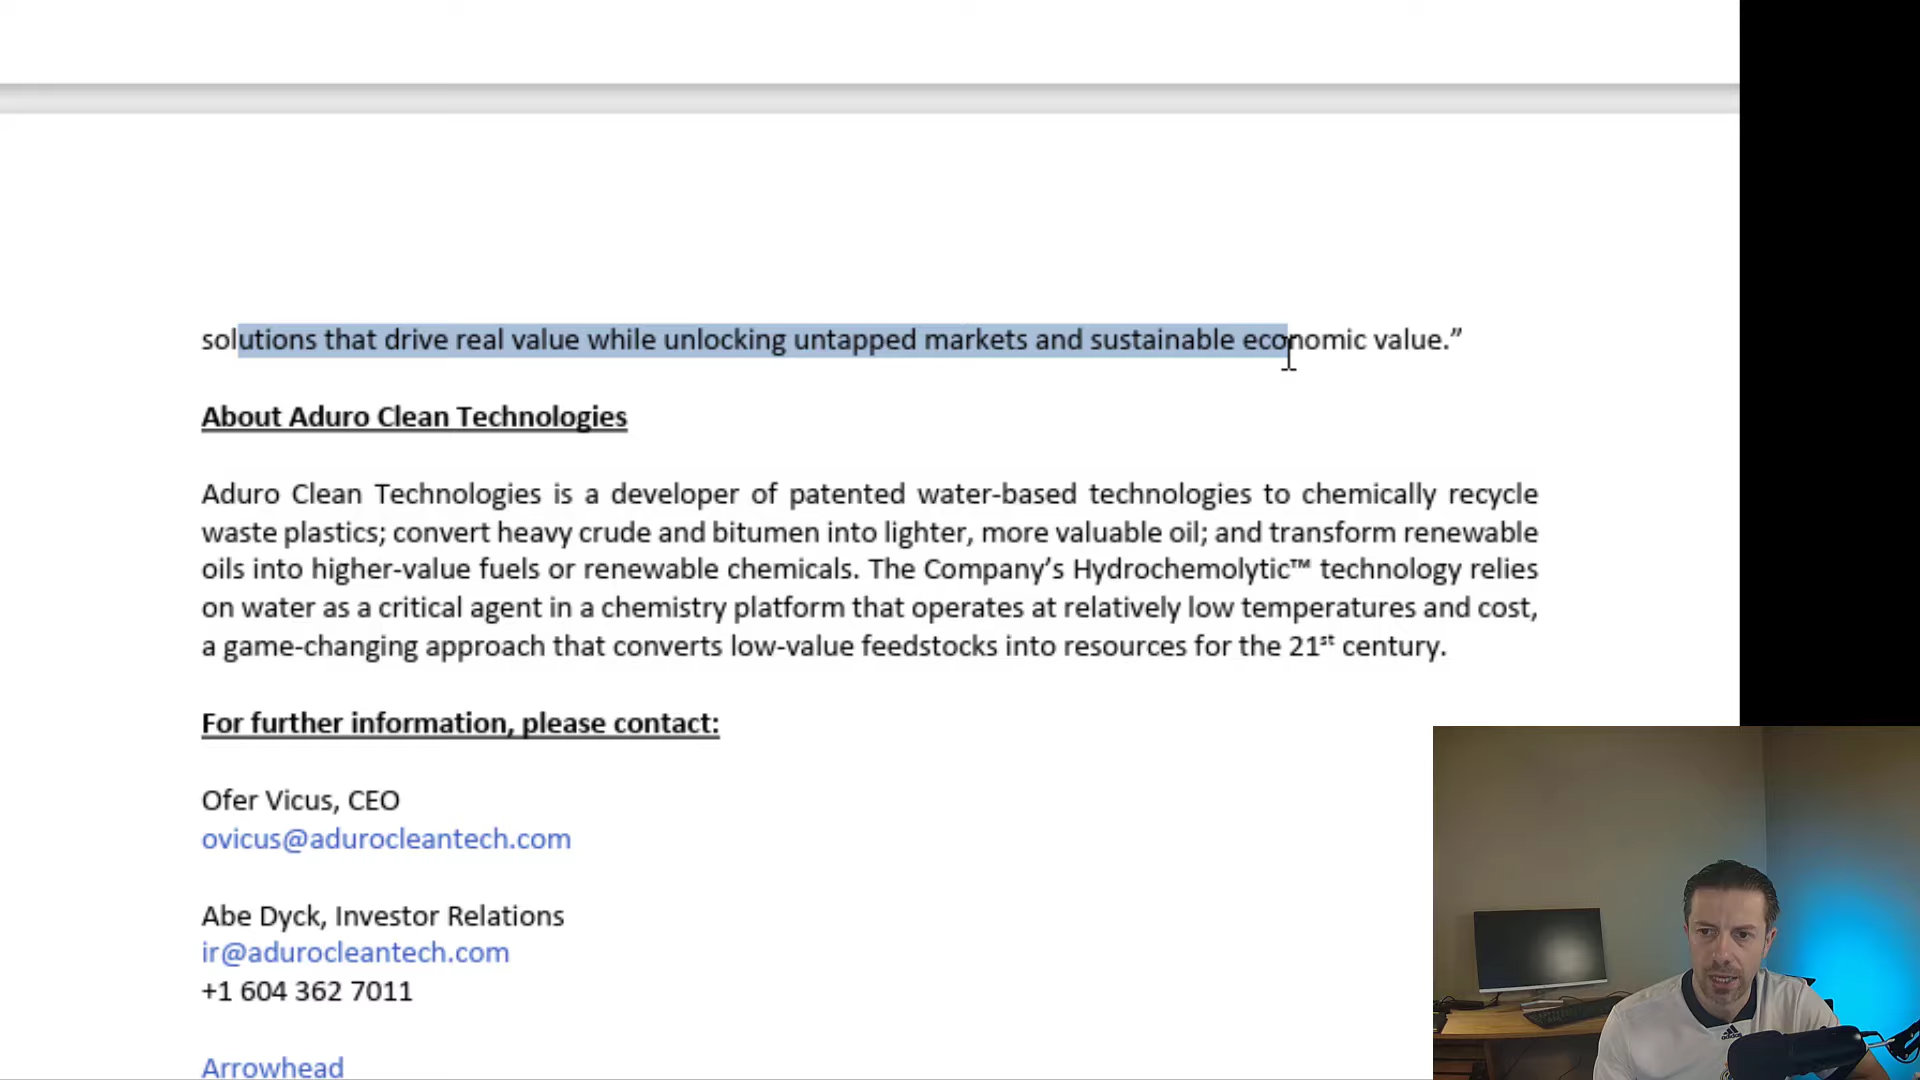 solutions that drive real value while unlocking untapped markets and sustainable economic value.”
About Aduro Clean Technologies
Aduro Clean Technologies is a developer of patented water-based technologies to chemically recycle
waste plastics; convert heavy crude and bitumen into lighter, more valuable oil; and transform renewable
oils into higher-value fuels or renewable chemicals. The Company’s Hydrochemolytic™ technology relies
on water as a critical agent in a chemistry platform that operates at relatively low temperatures and cost,
a game-changing approach that converts low-value feedstocks into resources for the 21st century.
For further information, please contact:
Ofer Vicus, CEO
ovicus@adurocleantech.com
Abe Dyck, Investor Relations
ir@adurocleantech.com
+1 604 362 7011
Arrowhead
adidas